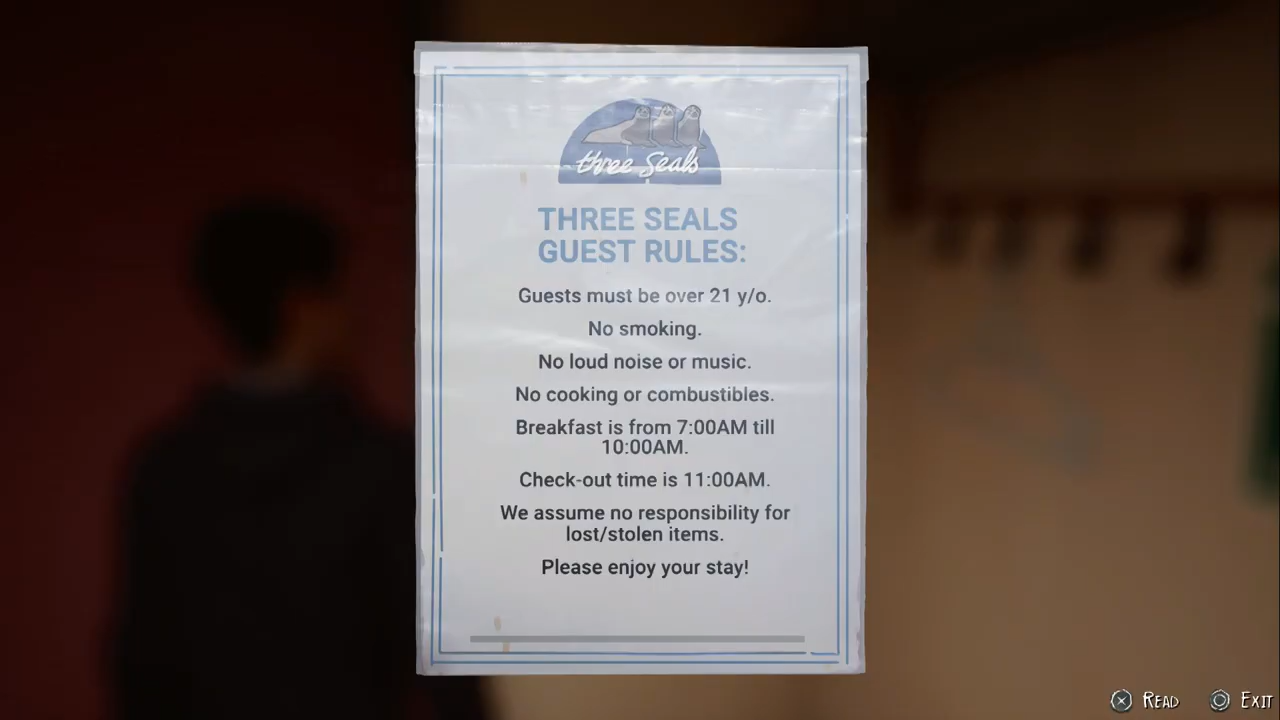 three Seals
THREE SEALS
GUEST RULES:
Guests must be over 21 y/o.
No smoking.
No loud noise or music.
No cooking or combustibles.
Breakfast is from 7:00AM till
10:00AM.
Check-out time is 11:00AM.
We assume no responsibility for
lost/stolen items.
Please enjoy your stay!
READ
EXIT